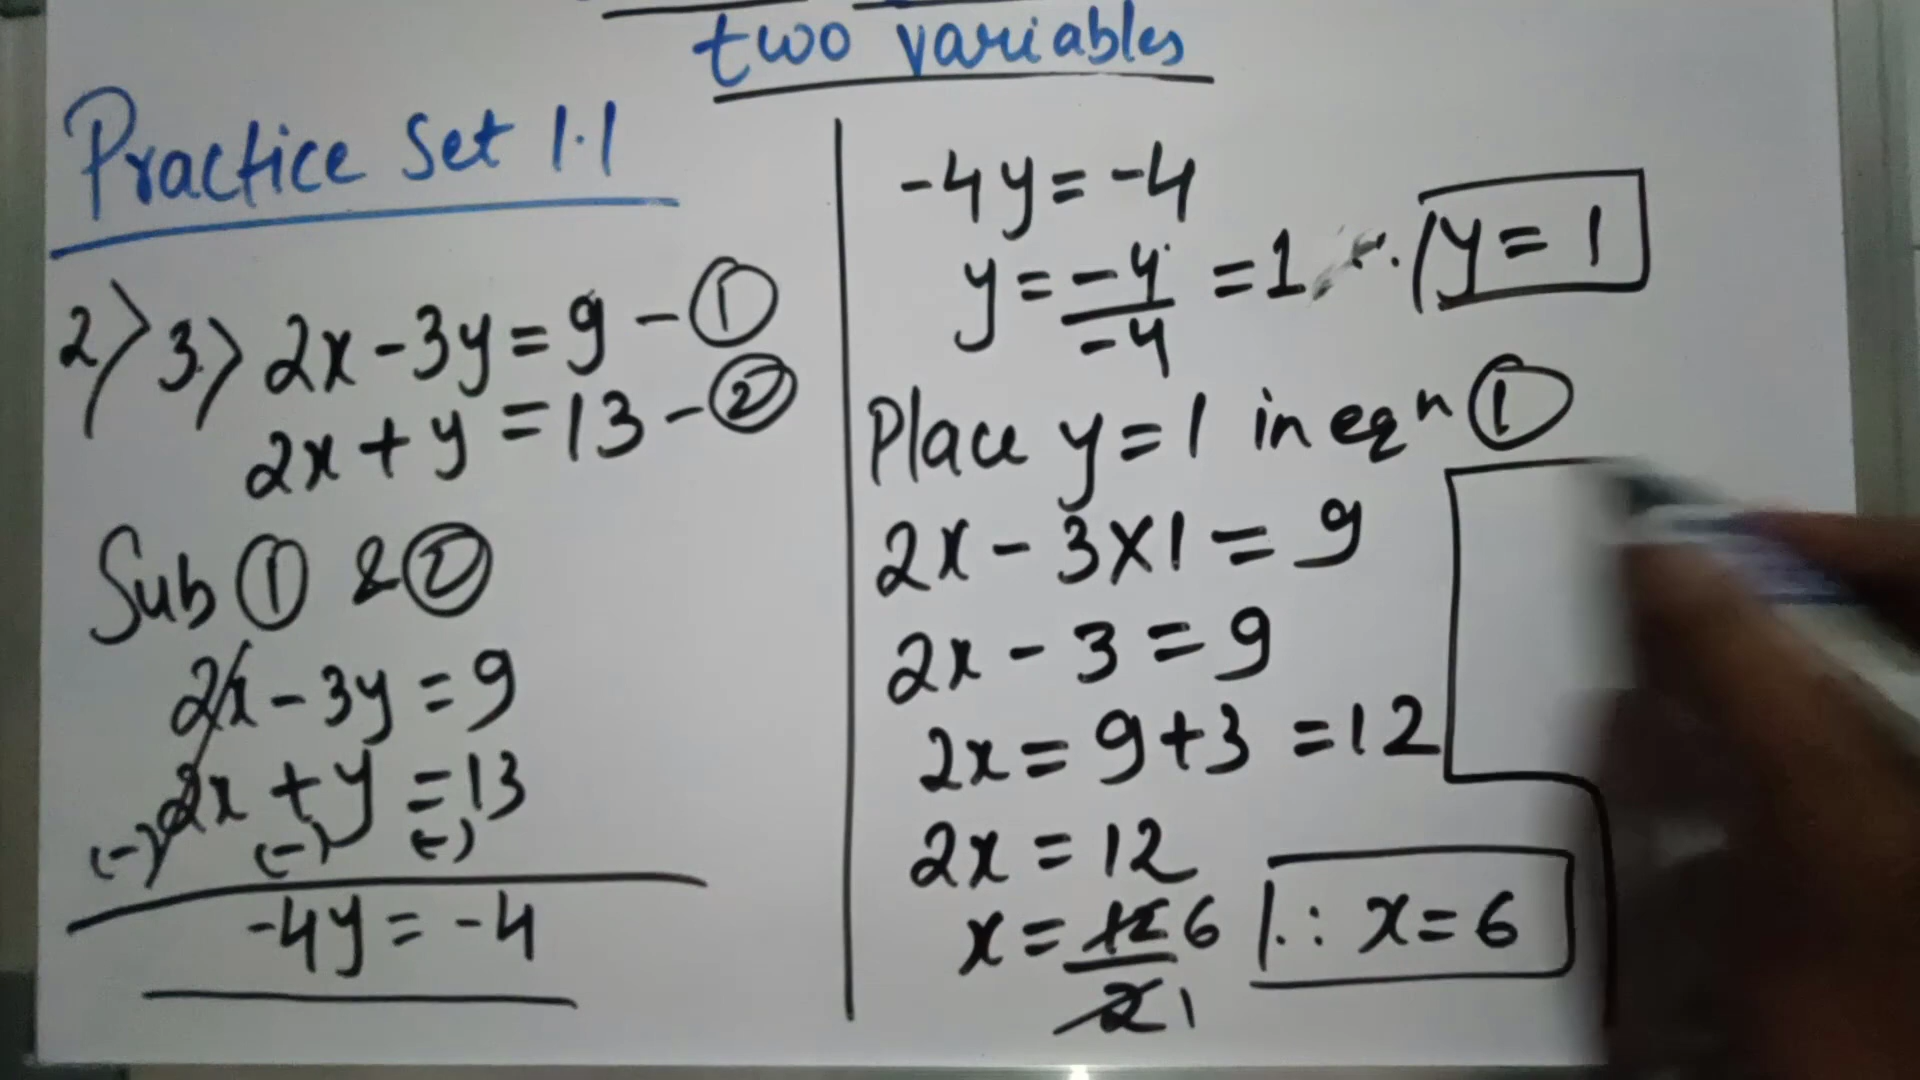 two variables
Practice Set 1.1
2) 3) 2x - 3y = 9 - ①
2x + y = 13 - ②
Sub ① & ②
2x - 3y = 9
2x + y = 13
(-) (-) (-)
-4y = -4
-4y = -4
y = -4/-4 = 1 ∴ y = 1
Place y = 1 in eqn ①
2x - 3×1 = 9
2x - 3 = 9
2x = 9+3 = 12
2x = 12
x = 12/2 6 1 ∴ x = 6